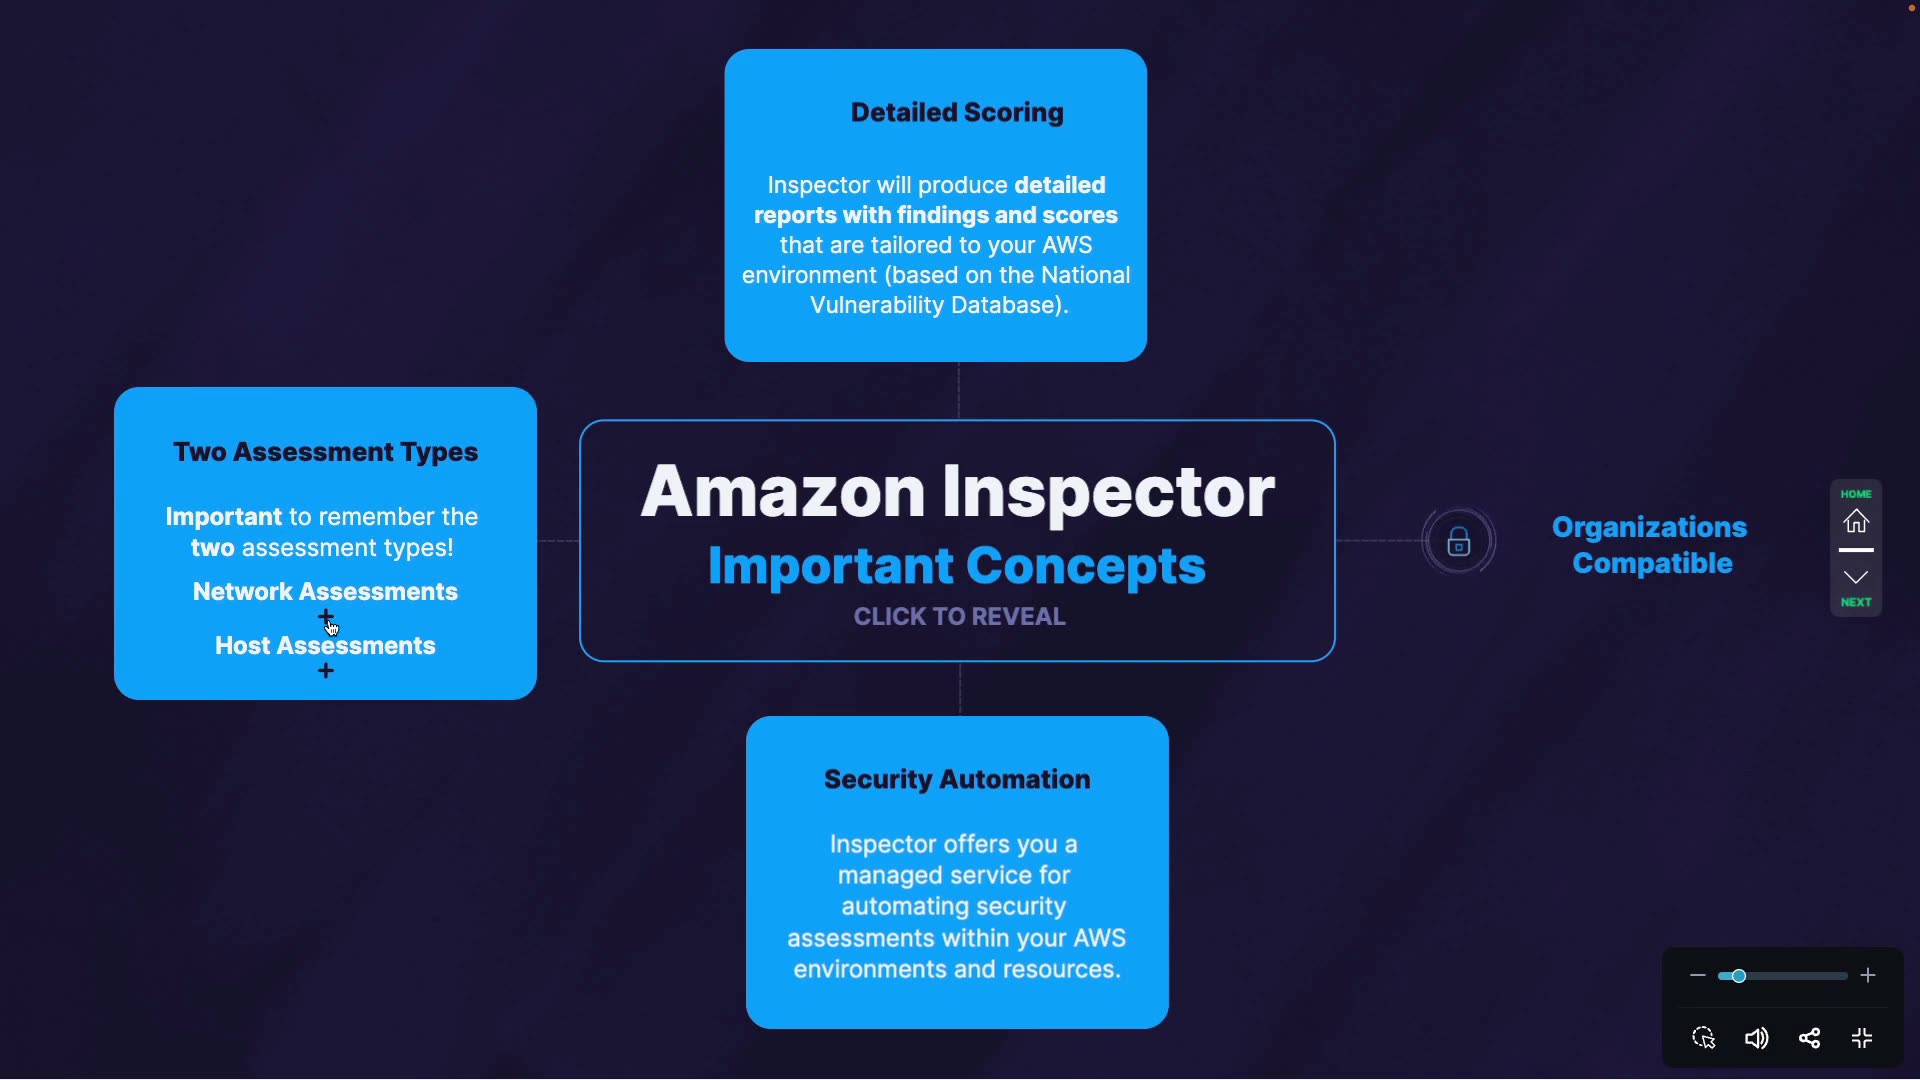 Detailed Scoring
Inspector will produce detailed
reports with findings and scores
that are tailored to your AWS
environment (based on the National
Vulnerability Database).
Two Assessment Types
Important to remember the
two assessment types!
Network Assessments
+
Host Assessments
+
Amazon Inspector
Important Concepts
CLICK TO REVEAL
Organizations
Compatible
HOME
NEXT
Security Automation
Inspector offers you a
managed service for
automating security
assessments within your AWS
environments and resources.